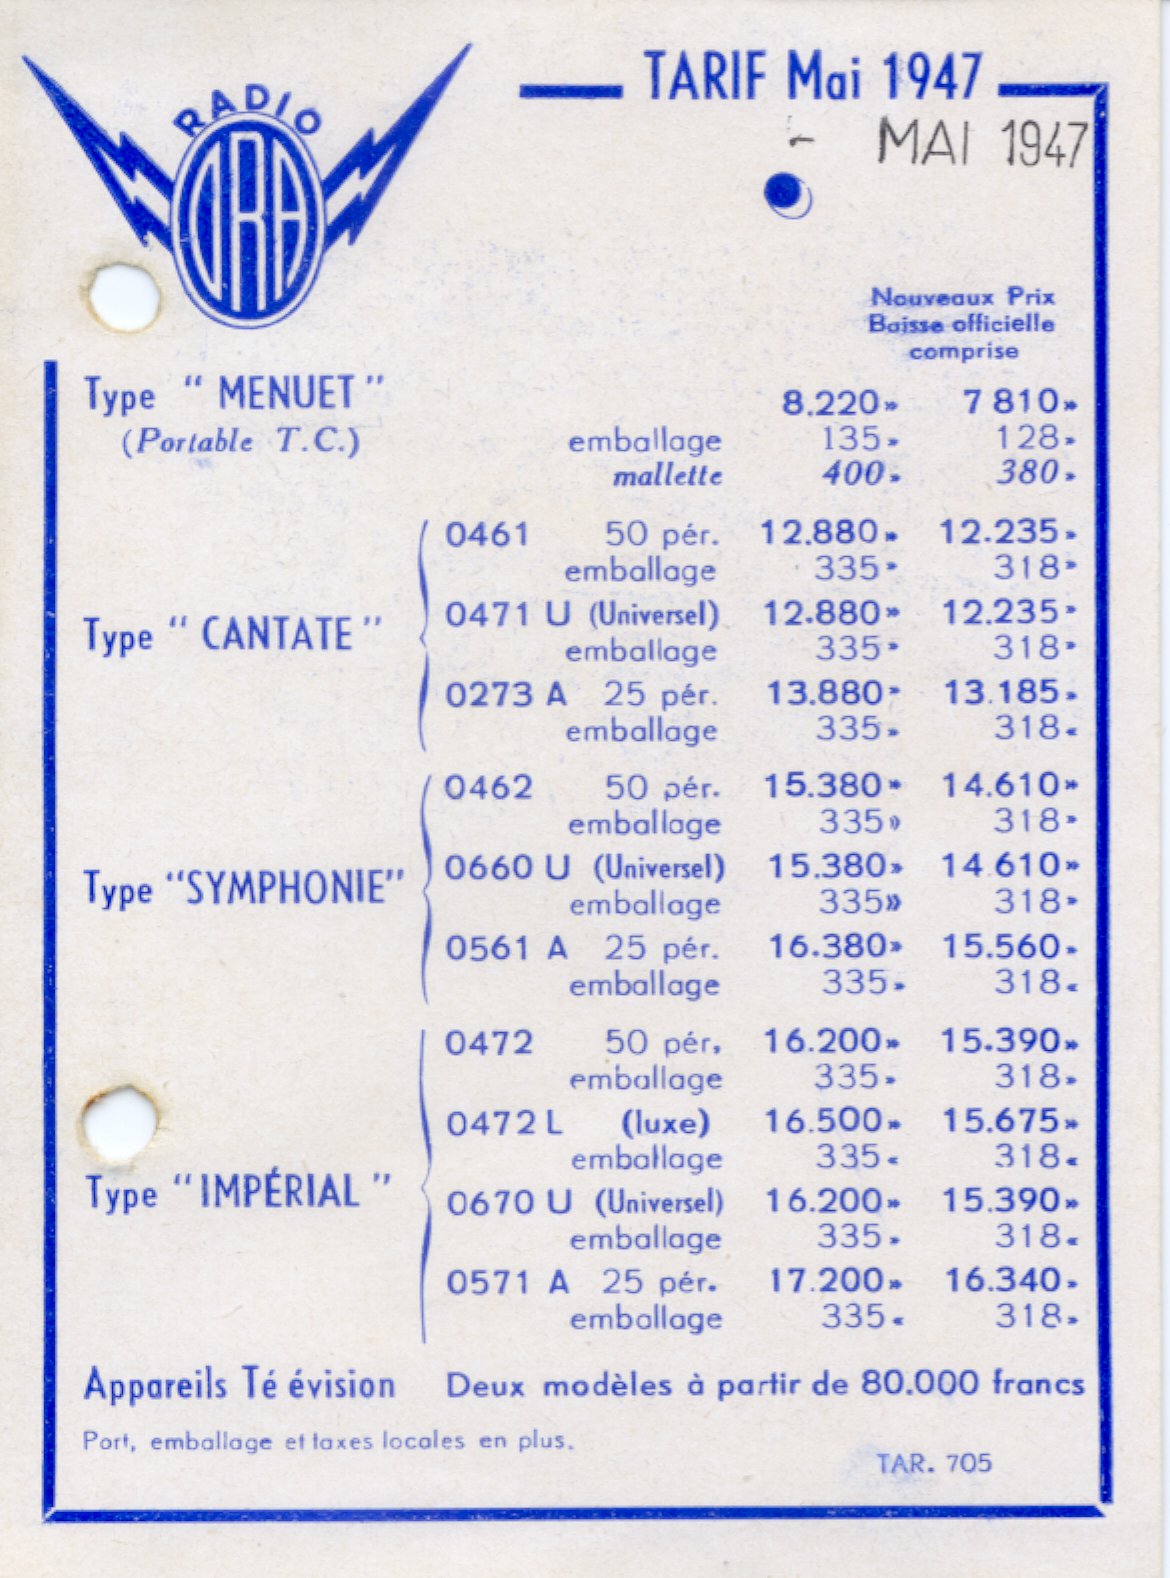 RADIO
ORA
TARIF Mai 1947
- MAI 1947
Nouveaux Prix
Baisse officielle
comprise
Type " MENUET "
8.220» 7 810»
(Portable T.C.)
emballage 135» 128»
mallette 400» 380»
Type " CANTATE "
0461 50 pér. 12.880» 12.235»
emballage 335» 318»
0471 U (Universel) 12.880» 12.235»
emballage 335» 318»
0273 A 25 pér. 13.880» 13.185»
emballage 335» 318«
Type "SYMPHONIE"
0462 50 pér. 15.380» 14.610»
emballage 335» 318»
0660 U (Universel) 15.380» 14.610»
emballage 335» 318»
0561 A 25 pér. 16.380» 15.560»
emballage 335» 318«
Type "IMPÉRIAL "
0472 50 pér. 16.200» 15.390»
emballage 335» 318»
0472 L (luxe) 16.500» 15.675»
emballage 335« 318«
0670 U (Universel) 16.200» 15.390»
emballage 335» 318«
0571 A 25 pér. 17.200» 16.340»
emballage 335« 318»
Appareils Té évision Deux modèles à partir de 80.000 francs
Port, emballage et taxes locales en plus.
TAR. 705